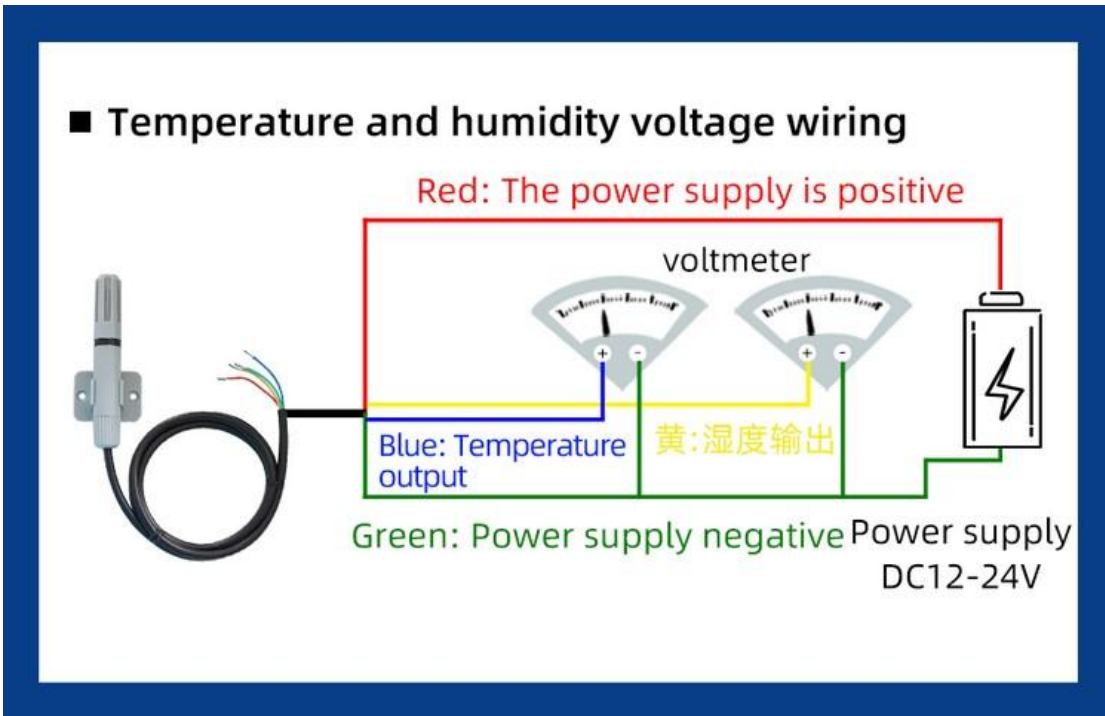 ■ Temperature and humidity voltage wiring
Red: The power supply is positive
voltmeter
+ -
+ -
Blue: Temperature
output
黄:湿度输出
Green: Power supply negative
Power supply
DC12-24V